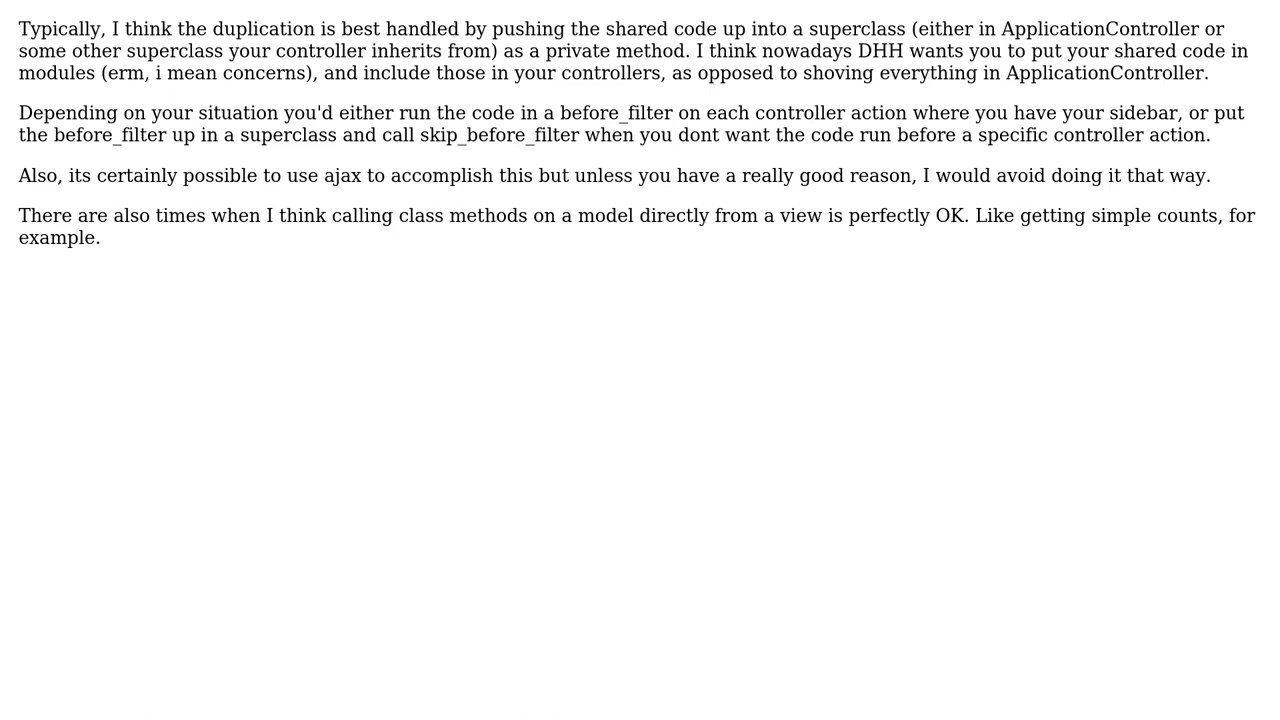 Typically, I think the duplication is best handled by pushing the shared code up into a superclass (either in ApplicationController or
some other superclass your controller inherits from) as a private method. I think nowadays DHH wants you to put your shared code in
modules (erm, i mean concerns), and include those in your controllers, as opposed to shoving everything in ApplicationController.
Depending on your situation you'd either run the code in a before_filter on each controller action where you have your sidebar, or put
the before_filter up in a superclass and call skip_before_filter when you dont want the code run before a specific controller action.
Also, its certainly possible to use ajax to accomplish this but unless you have a really good reason, I would avoid doing it that way.
There are also times when I think calling class methods on a model directly from a view is perfectly OK. Like getting simple counts, for
example.